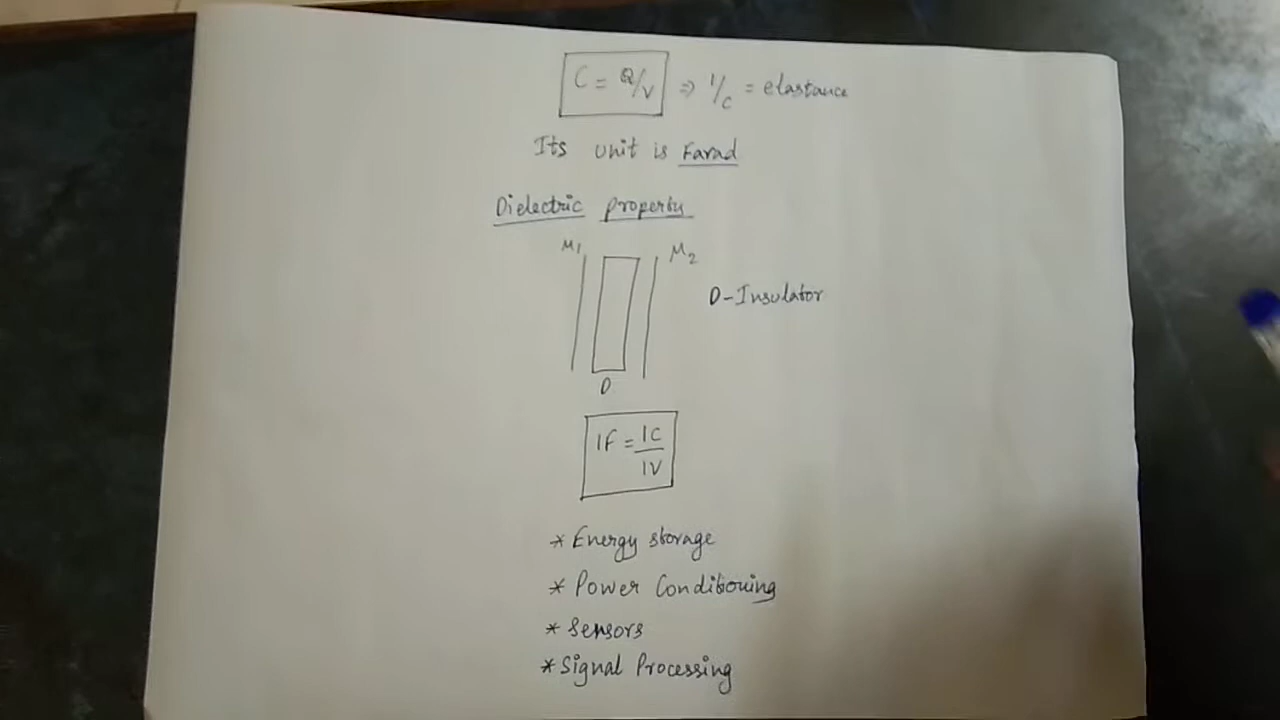 C = Q/V ⇒ 1/C = elastance
Its unit is Farad
Dielectric property
M1 M2
D-Insulator
D
1F = 1C/1V
* Energy storage
* Power Conditioning
* Sensors
* Signal Processing